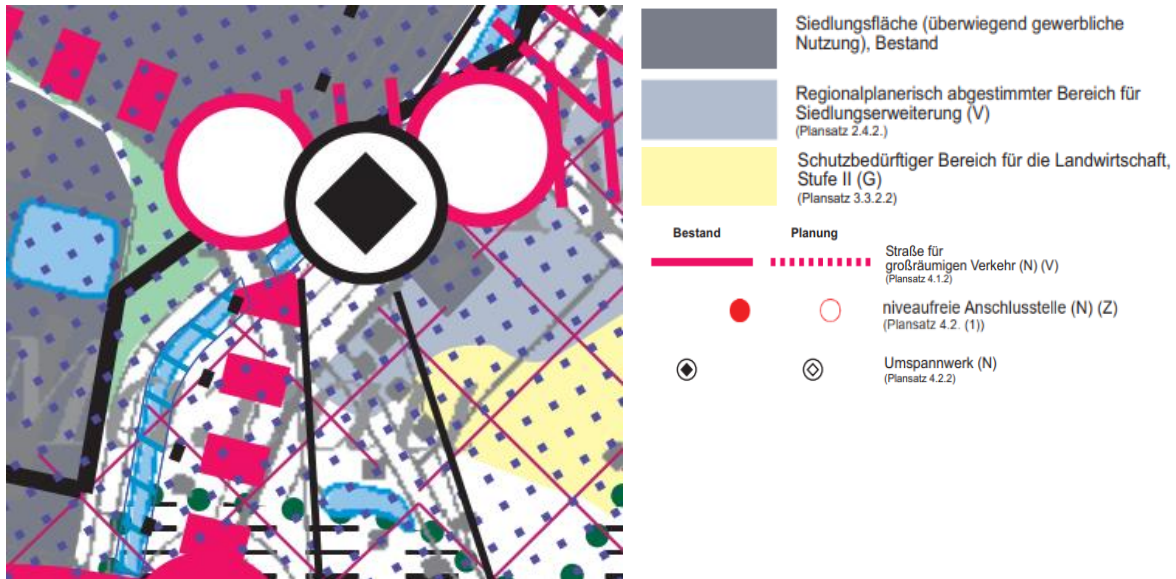 Siedlungsfläche (überwiegend gewerbliche
Nutzung), Bestand
Regionalplanerisch abgestimmter Bereich für
Siedlungserweiterung (V)
(Plansatz 2.4.2.)
Schutzbedürftiger Bereich für die Landwirtschaft,
Stufe II (G)
(Plansatz 3.3.2.2)
Bestand Planung
Straße für
großräumigen Verkehr (N) (V)
(Plansatz 4.1.2)
niveaufreie Anschlusstelle (N) (Z)
(Plansatz 4.2. (1))
Umspannwerk (N)
(Plansatz 4.2.2)